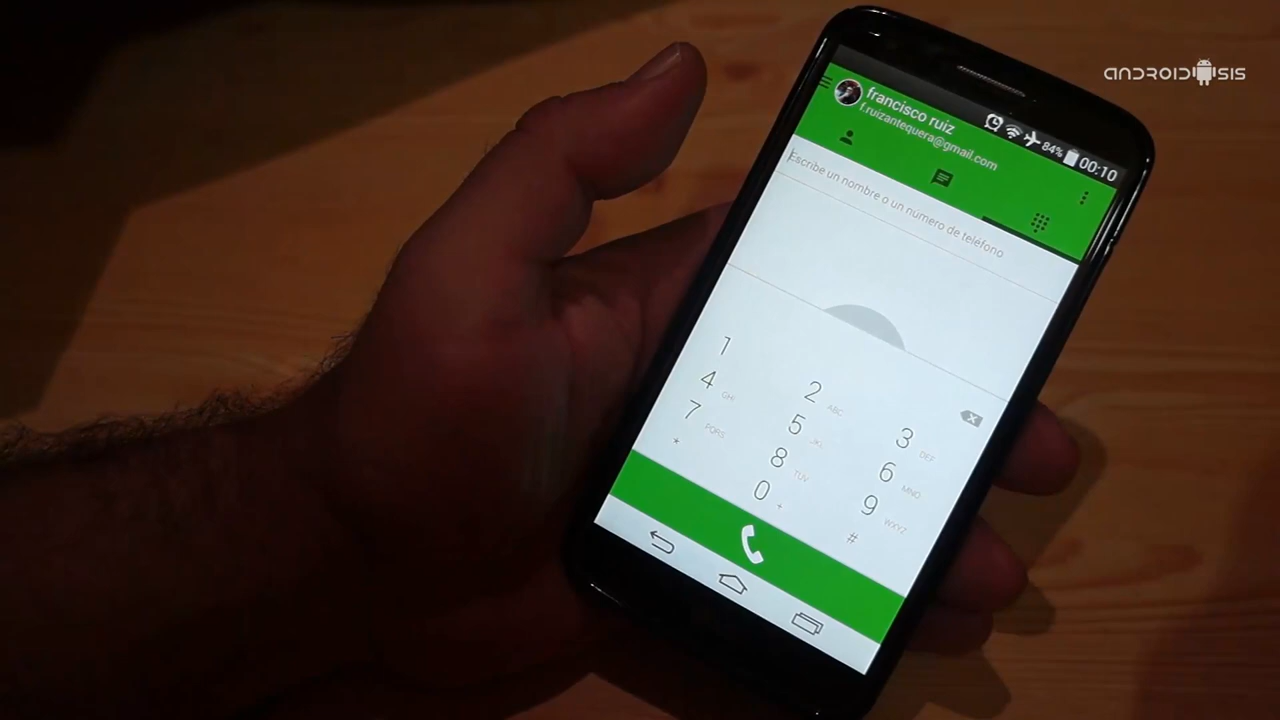 ANDROIDSIS
84% 00:10
francisco ruiz
f.ruizantequera@gmail.com
Escribe un nombre o un número de teléfono
1
2 ABC
3 DEF
4 GHI
5 JKL
6 MNO
7 PQRS
8 TUV
9 WXYZ
*
0 +
#